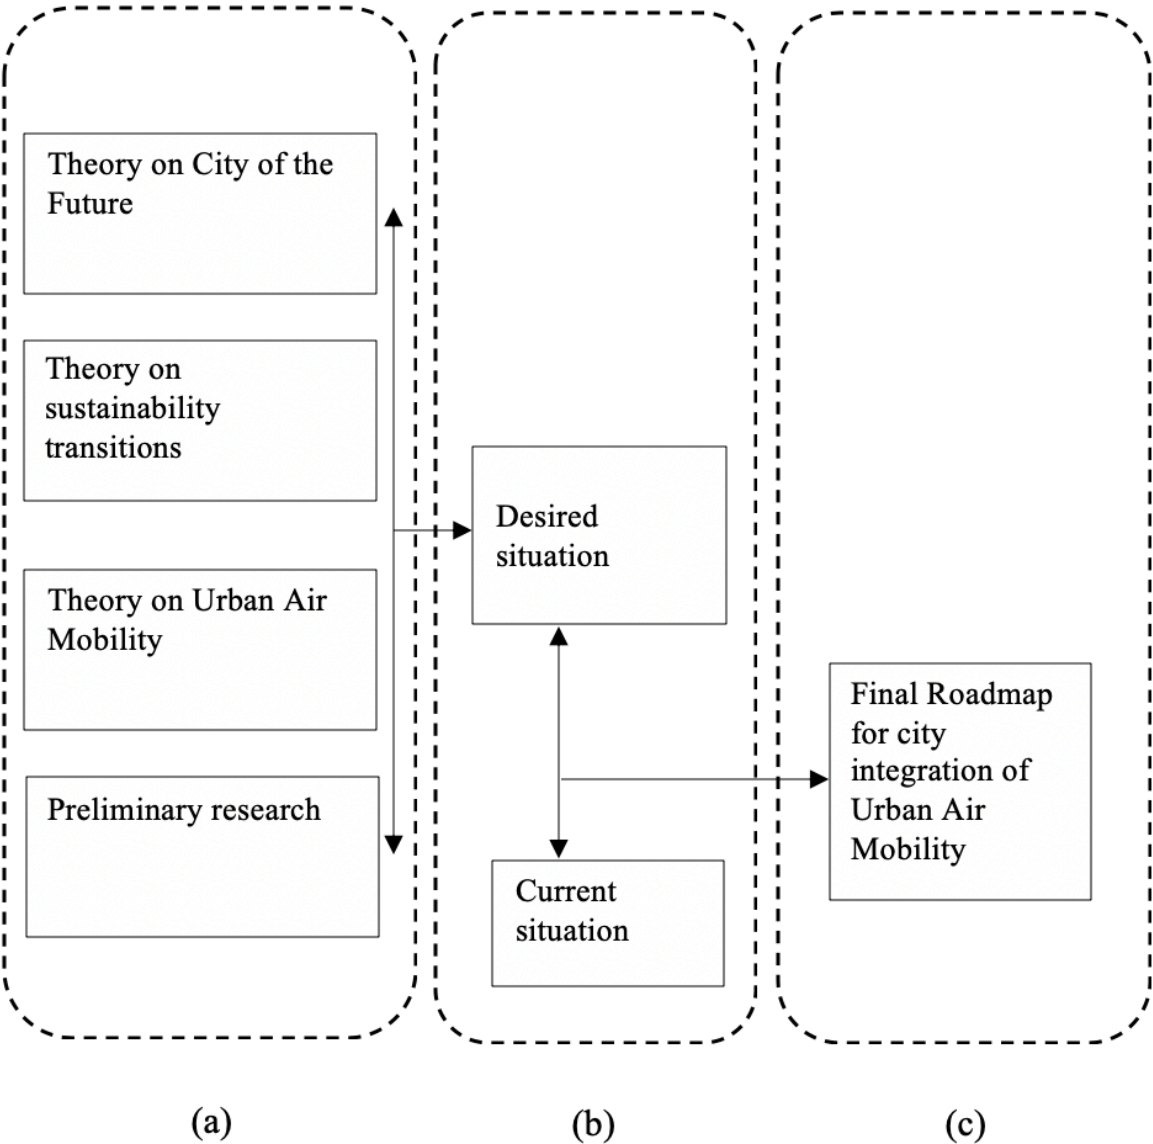 Theory on City of the
Future
Theory on
sustainability
transitions
Theory on Urban Air
Mobility
Preliminary research
Desired
situation
Current
situation
Final Roadmap
for city
integration of
Urban Air
Mobility
(a)
(b)
(c)